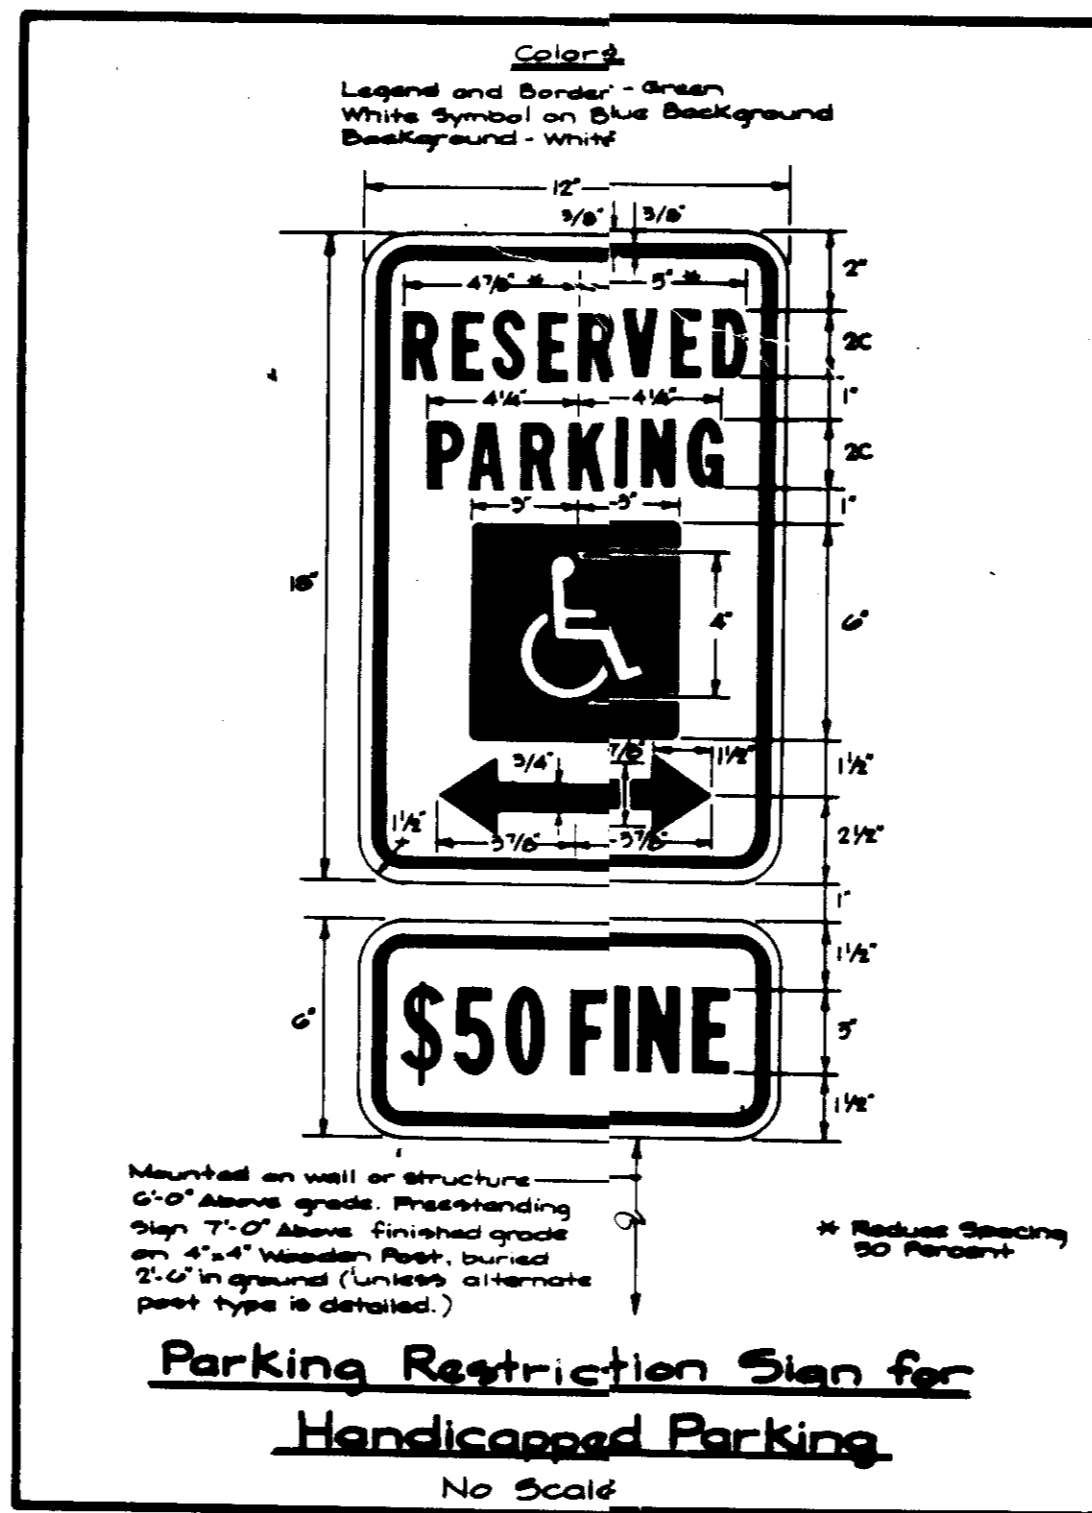 Colors
Legend and Border - Green
White Symbol on Blue Background
Background - White
12"
3/8" 3/8"
4 7/8" * 5" *
2"
RESERVED
2C
4 1/4" 4 1/4"
1"
PARKING
2C
3" 3"
1"
18"
4"
6"
3/4" 7/8" 1 1/2"
1 1/2"
1 1/2"
3 7/8" 3 7/8"
2 1/2"
1"
1 1/2"
6"
$50 FINE
3"
1 1/2"
Mounted on wall or structure
6'-0" Above grade. Freestanding
Sign 7'-0" Above finished grade
on 4"x4" Wooden Post, buried
2'-6" in ground (unless alternate
post type is detailed.)
* Reduce Spacing
50 Percent
Parking Restriction Sign for
Handicapped Parking
No Scale